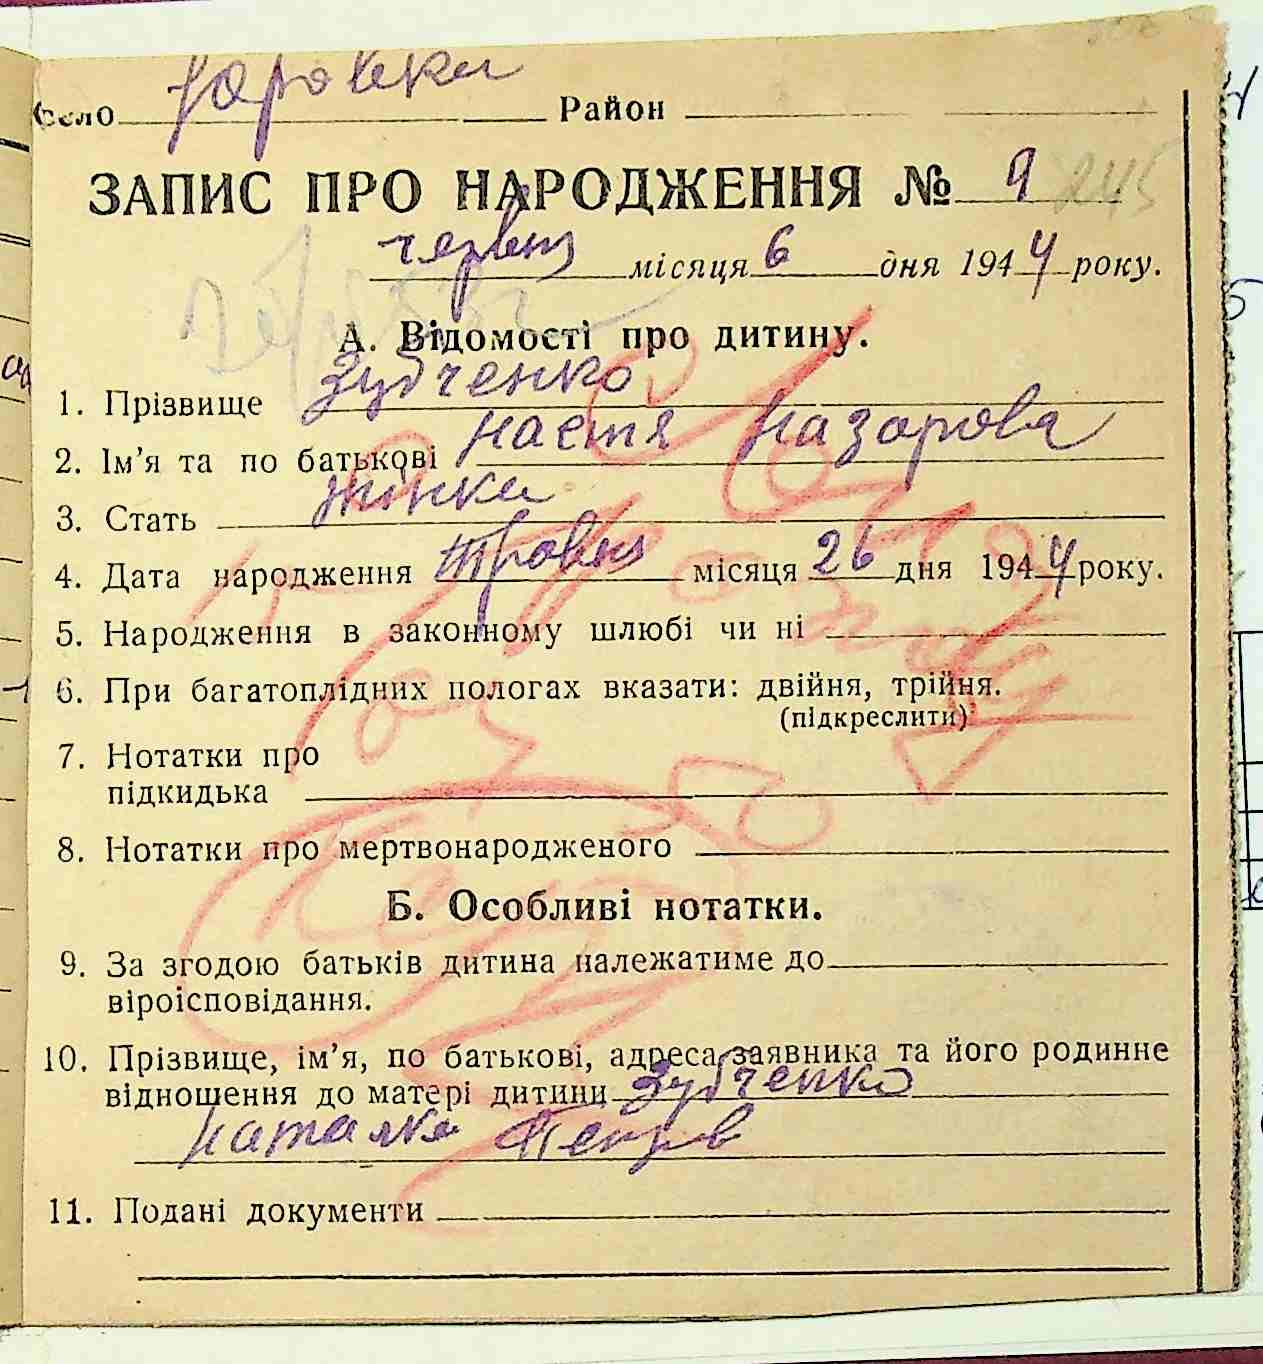 Село Юровка Район
ЗАПИС ПРО НАРОДЖЕННЯ № 9 245
червня місяця 6 дня 1944 року.
А. Відомості про дитину.
1. Прізвище Зубченко
2. Ім'я та по батькові Настя Назарова
3. Стать жінка
4. Дата народження Травня місяця 26 дня 1944 року.
5. Народження в законному шлюбі чи ні
6. При багатоплідних пологах вказати: двійня, трійня.
(підкреслити)
7. Нотатки про
підкидька
8. Нотатки про мертвонародженого
Б. Особливі нотатки.
9. За згодою батьків дитина належатиме до
віроісповідання.
10. Прізвище, ім'я, по батькові, адреса заявника та його родинне
відношення до матері дитини Зубченко
Наталка
11. Подані документи